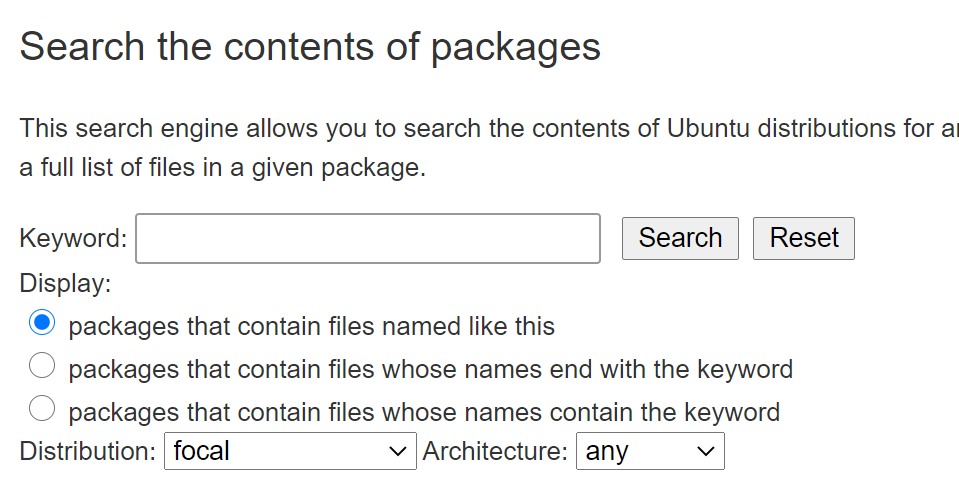 Search the contents of packages
This search engine allows you to search the contents of Ubuntu distributions for
a full list of files in a given package.
Keyword: Search Reset
Display:
packages that contain files named like this
packages that contain files whose names end with the keyword
packages that contain files whose names contain the keyword
Distribution: focal Architecture: any